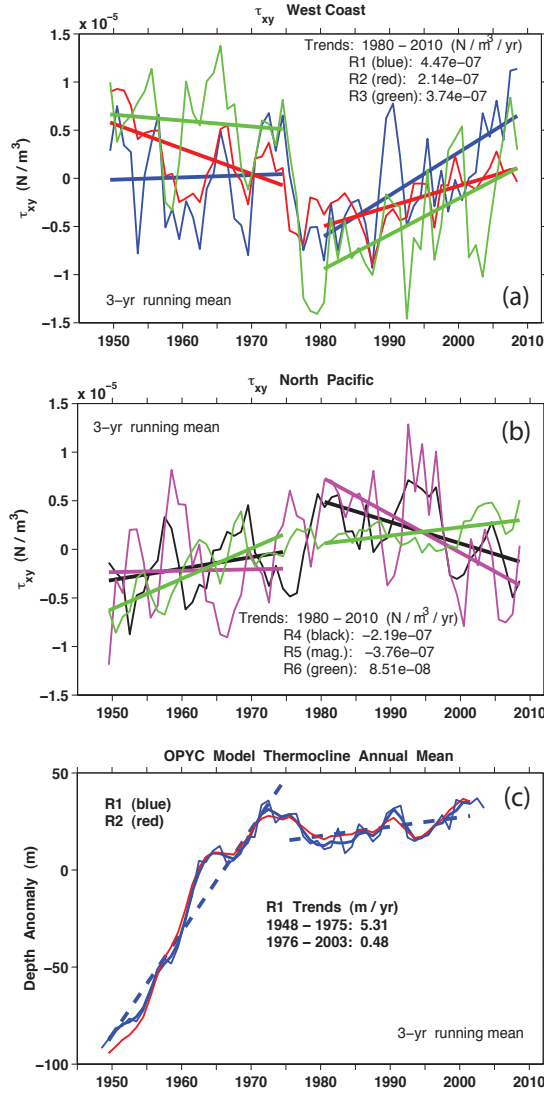 τxy West Coast
x 10⁻⁵
Trends: 1980 – 2010 (N / m³ / yr)
R1 (blue): 4.47e-07
R2 (red): 2.14e-07
R3 (green): 3.74e-07
1.5
1
0.5
0
−0.5
−1
−1.5
τxy (N / m³)
3-yr running mean
(a)
1950 1960 1970 1980 1990 2000 2010
τxy North Pacific
x 10⁻⁵
3-yr running mean
(b)
1.5
1
0.5
0
−0.5
−1
−1.5
τxy (N / m³)
Trends: 1980 – 2010 (N / m³ / yr)
R4 (black): −2.19e-07
R5 (mag.): −3.76e-07
R6 (green): 8.51e-08
1950 1960 1970 1980 1990 2000 2010
OPYC Model Thermocline Annual Mean
50
0
−50
−100
Depth Anomaly (m)
R1 (blue)
R2 (red)
(c)
R1 Trends (m / yr)
1948 – 1975: 5.31
1976 – 2003: 0.48
3-yr running mean
1950 1960 1970 1980 1990 2000 2010